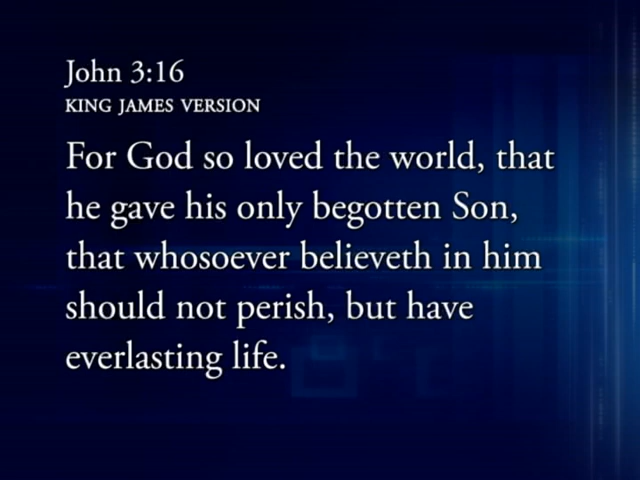 John 3:16
KING JAMES VERSION
For God so loved the world, that
he gave his only begotten Son,
that whosoever believeth in him
should not perish, but have
everlasting life.